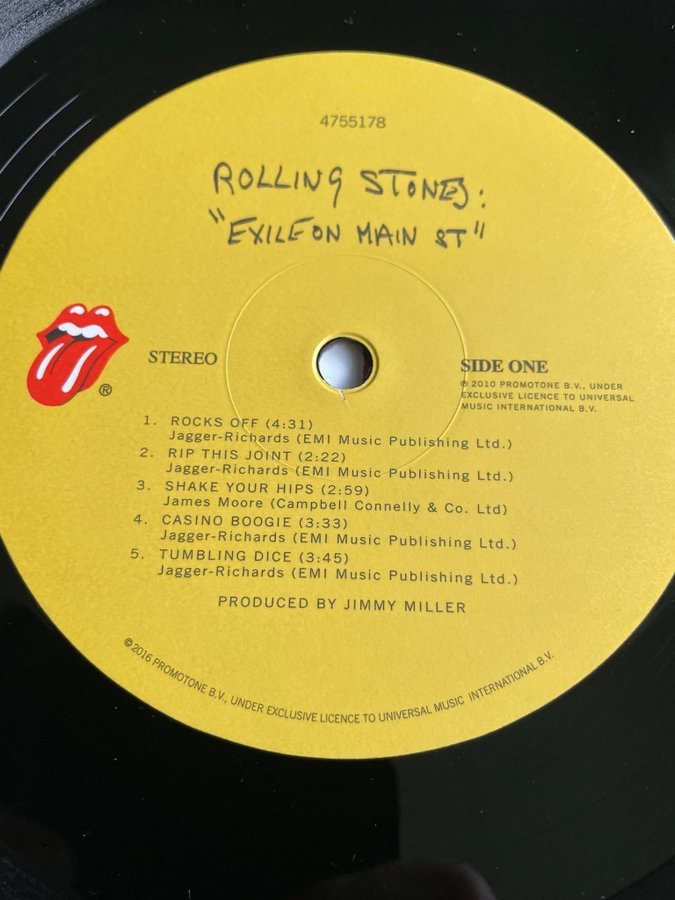 4755178
ROLLING STONES:
"EXILE ON MAIN ST"
STEREO
®
SIDE ONE
℗ 2010 PROMOTONE B.V., UNDER
EXCLUSIVE LICENCE TO UNIVERSAL
MUSIC INTERNATIONAL B.V.
1. ROCKS OFF (4:31)
Jagger-Richards (EMI Music Publishing Ltd.)
2. RIP THIS JOINT (2:22)
Jagger-Richards (EMI Music Publishing Ltd.)
3. SHAKE YOUR HIPS (2:59)
James Moore (Campbell Connelly & Co. Ltd)
4. CASINO BOOGIE (3:33)
Jagger-Richards (EMI Music Publishing Ltd.)
5. TUMBLING DICE (3:45)
Jagger-Richards (EMI Music Publishing Ltd.)
PRODUCED BY JIMMY MILLER
©2016 PROMOTONE B.V., UNDER EXCLUSIVE LICENCE TO UNIVERSAL MUSIC INTERNATIONAL B.V.